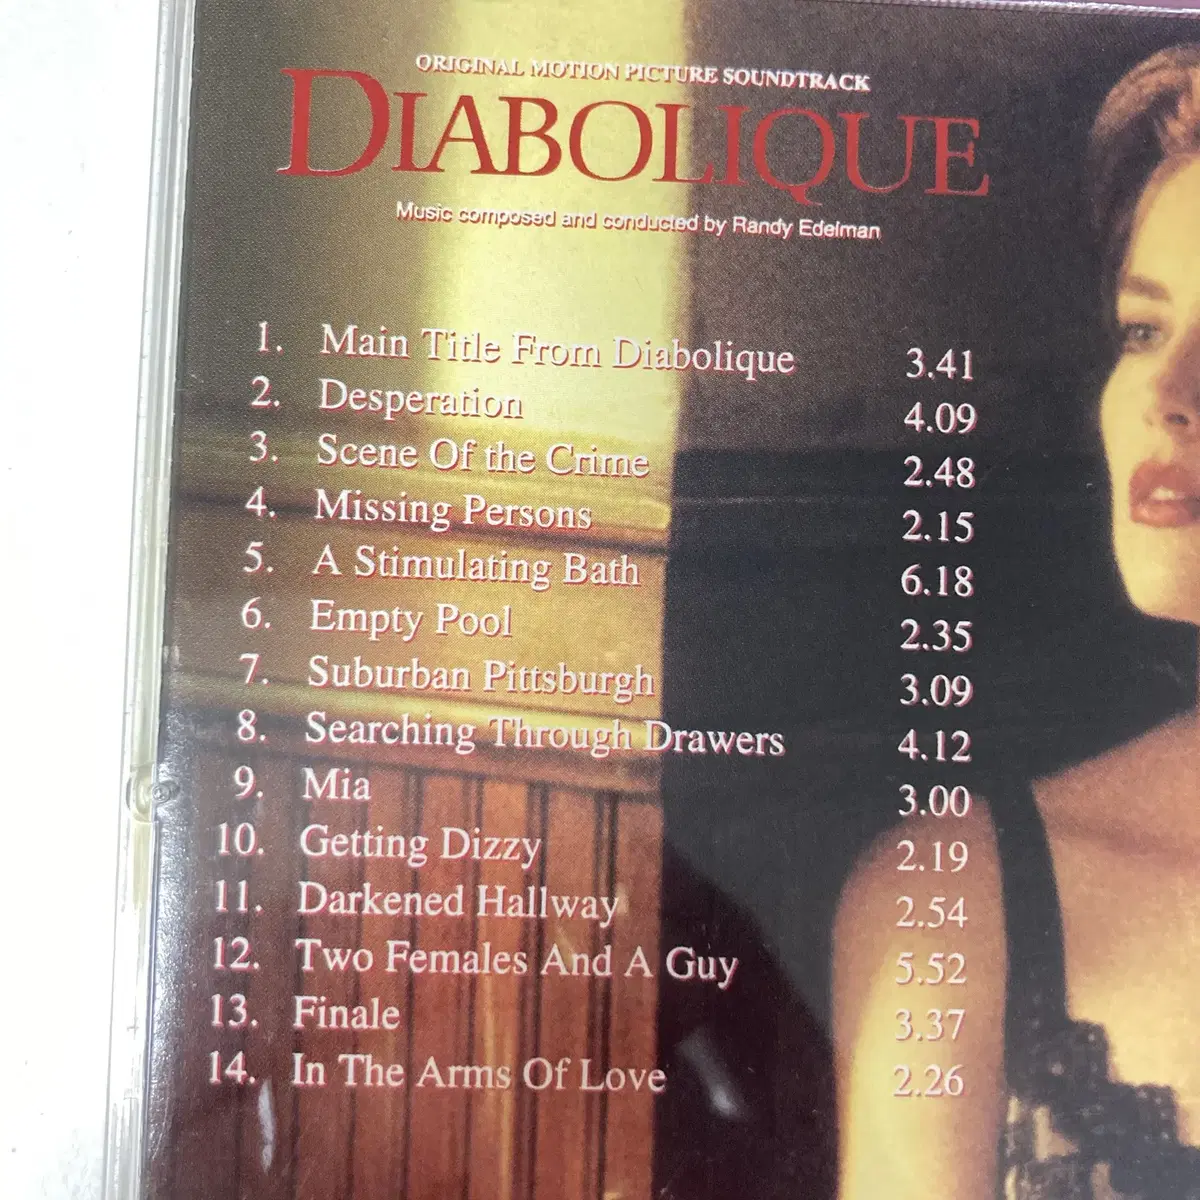 ORIGINAL MOTION PICTURE SOUNDTRACK
DIABOLIQUE
Music composed and conducted by Randy Edelman
1. Main Title From Diabolique 3.41
2. Desperation 4.09
3. Scene Of the Crime 2.48
4. Missing Persons 2.15
5. A Stimulating Bath 6.18
6. Empty Pool 2.35
7. Suburban Pittsburgh 3.09
8. Searching Through Drawers 4.12
9. Mia 3.00
10. Getting Dizzy 2.19
11. Darkened Hallway 2.54
12. Two Females And A Guy 5.52
13. Finale 3.37
14. In The Arms Of Love 2.26